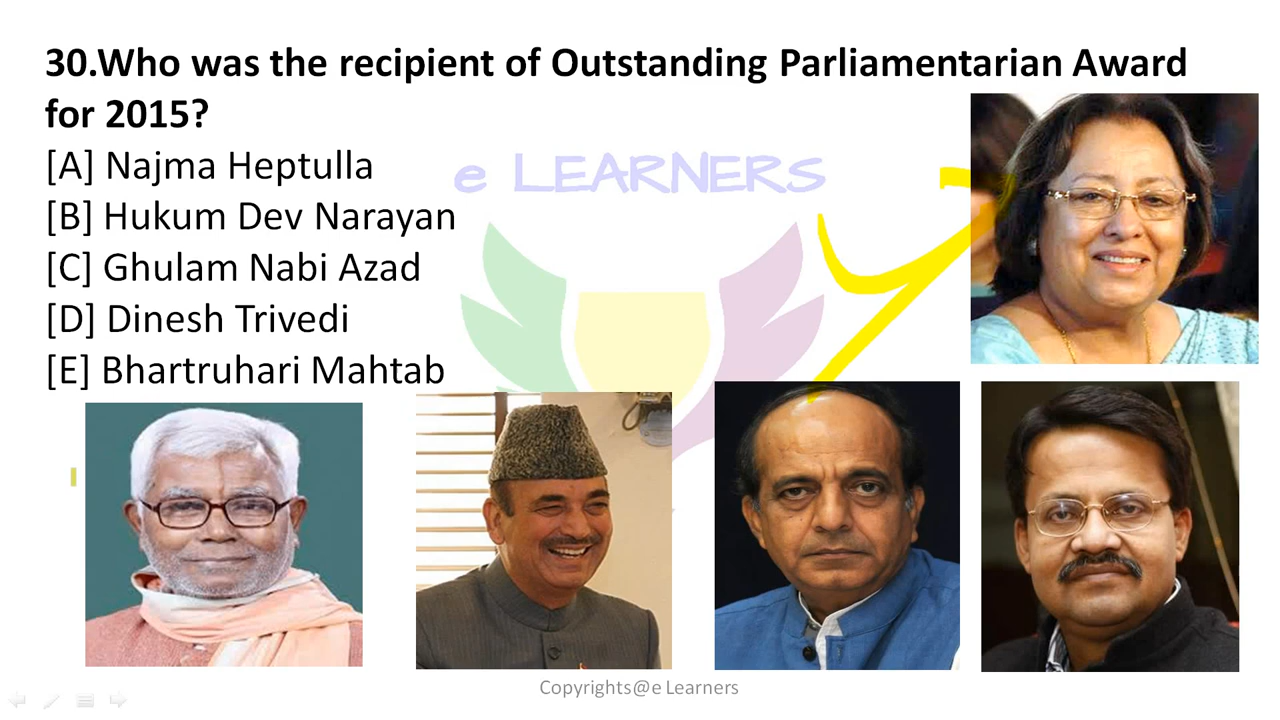 30.Who was the recipient of Outstanding Parliamentarian Award
for 2015?
[A] Najma Heptulla
[B] Hukum Dev Narayan
[C] Ghulam Nabi Azad
[D] Dinesh Trivedi
[E] Bhartruhari Mahtab
e LEARNERS
Copyrights@e Learners